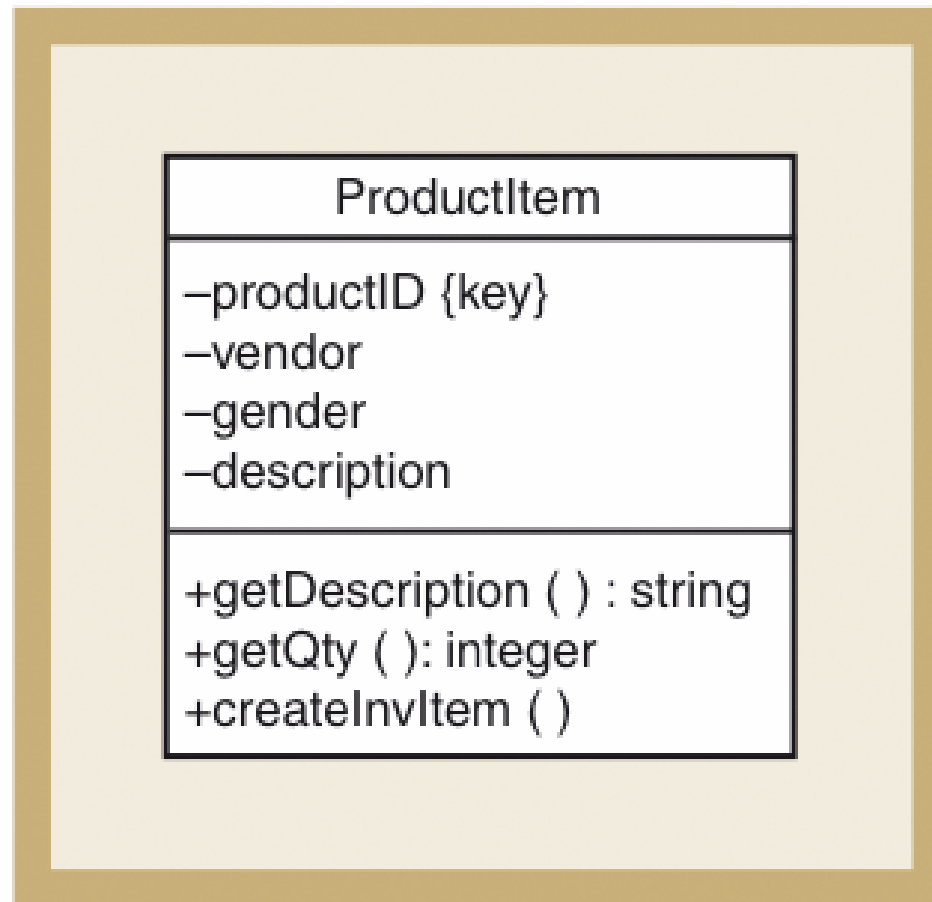 ProductItem
–productID {key}
–vendor
–gender
–description
+getDescription ( ) : string
+getQty ( ): integer
+createInvItem ( )